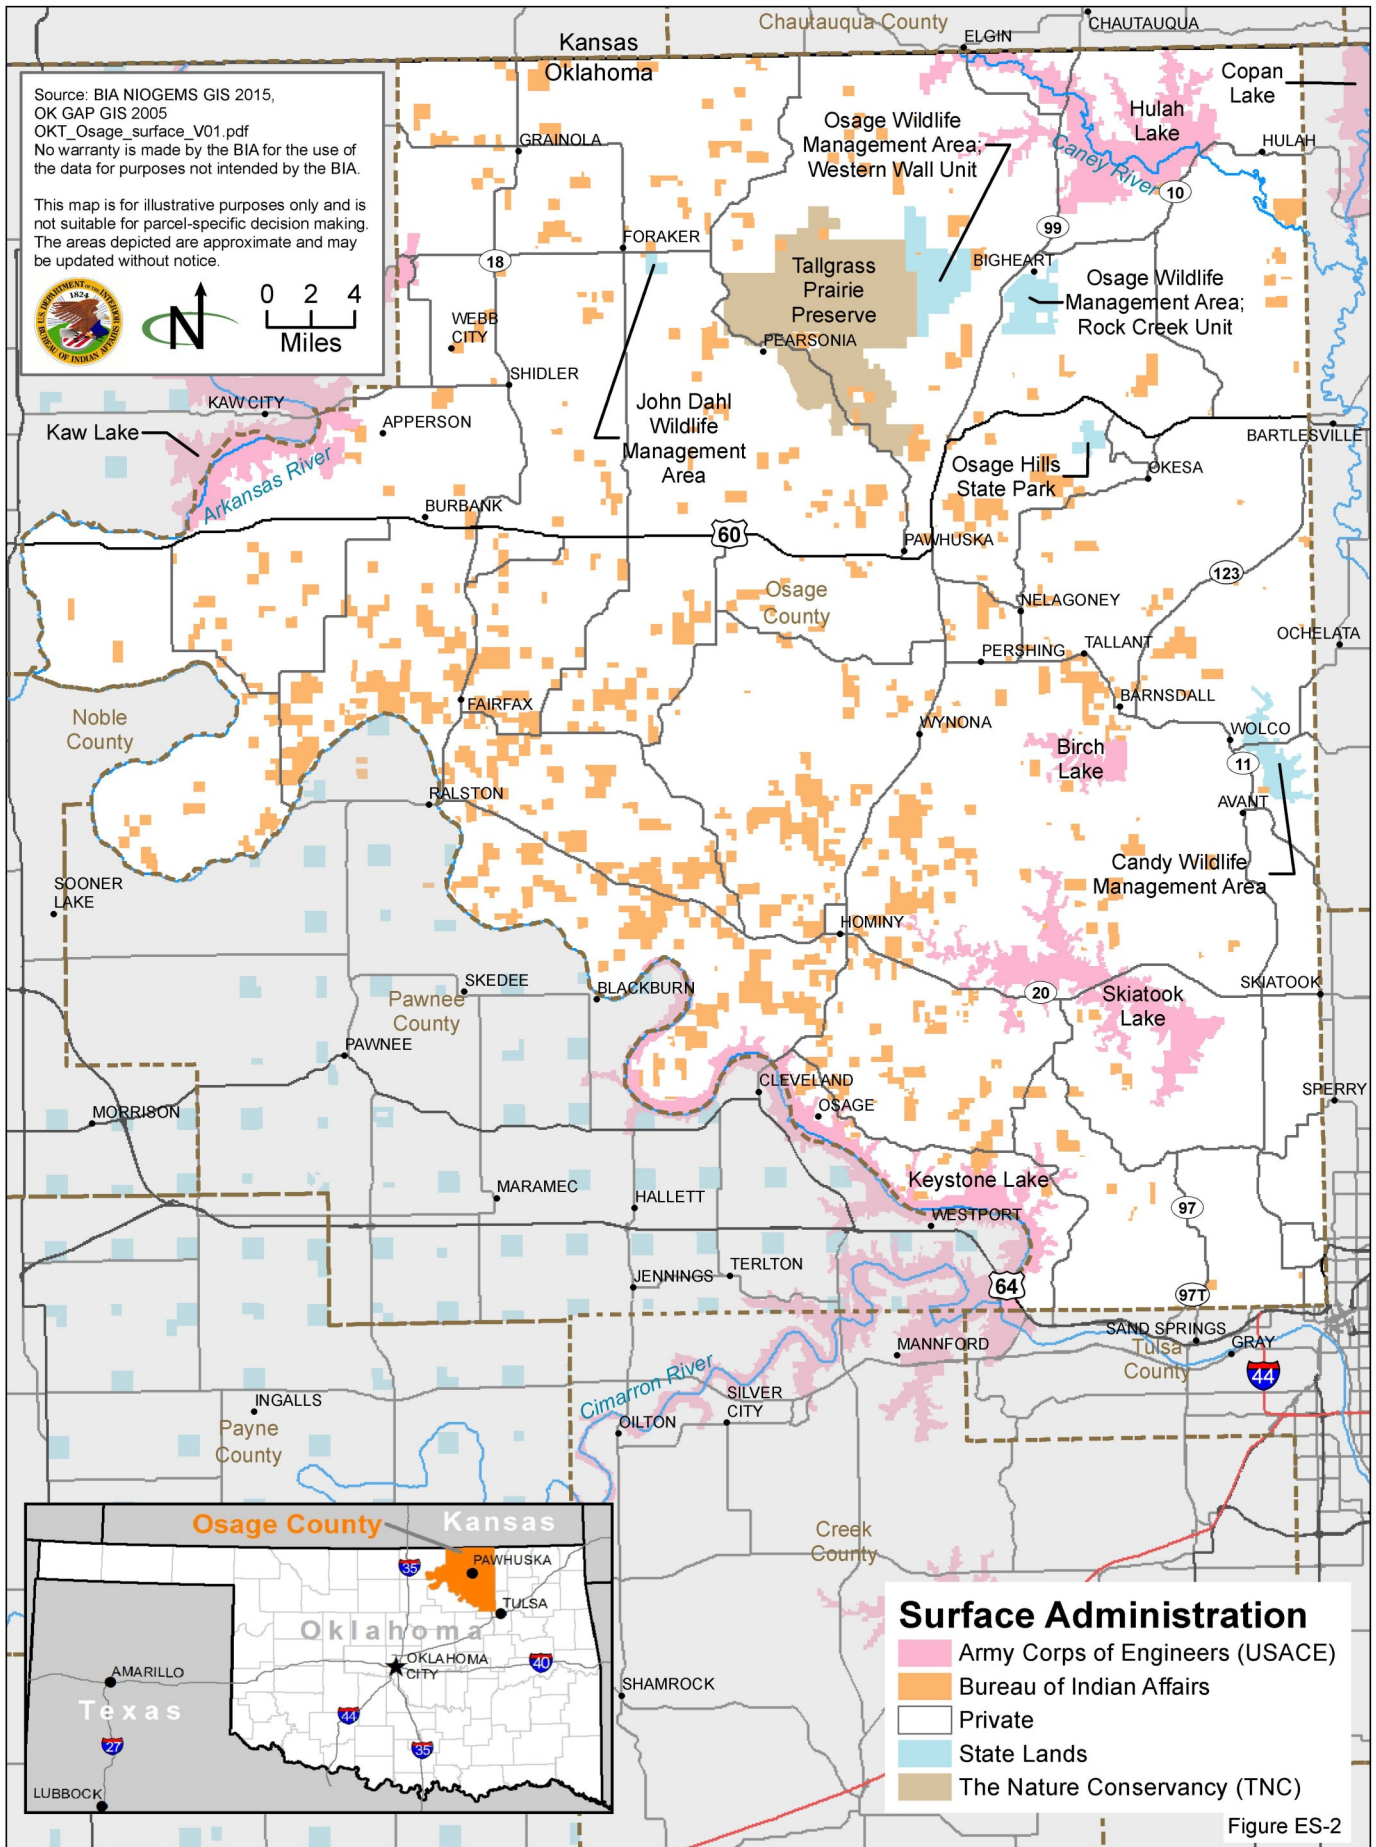 Chautauqua County
CHAUTAUQUA
ELGIN
Kansas
Oklahoma
Source: BIA NIOGEMS GIS 2015,
OK GAP GIS 2005
OKT_Osage_surface_V01.pdf
No warranty is made by the BIA for the use of
the data for purposes not intended by the BIA.
This map is for illustrative purposes only and is
not suitable for parcel-specific decision making.
The areas depicted are approximate and may
be updated without notice.
U.S. DEPARTMENT OF THE INTERIOR
1824
BUREAU OF INDIAN AFFAIRS
N
0 2 4
Miles
Copan
Lake
Hulah
Lake
HULAH
Osage Wildlife
Management Area;
Western Wall Unit
Caney River
10
99
GRAINOLA
FORAKER
18
BIGHEART
Tallgrass
Prairie
Preserve
Osage Wildlife
Management Area;
Rock Creek Unit
WEBB
CITY
PEARSONIA
SHIDLER
KAW CITY
APPERSON
Kaw Lake
Arkansas River
John Dahl
Wildlife
Management
Area
BARTLESVILLE
Osage Hills
State Park
OKESA
BURBANK
60
PAWHUSKA
123
Osage
County
NELAGONEY
OCHELATA
PERSHING
TALLANT
BARNSDALL
FAIRFAX
Noble
County
WYNONA
WOLCO
Birch
Lake
11
RALSTON
AVANT
Candy Wildlife
Management Area
SOONER
LAKE
HOMINY
SKEDEE
BLACKBURN
Pawnee
County
20
Skiatook
Lake
SKIATOOK
PAWNEE
CLEVELAND
OSAGE
SPERRY
MORRISON
Keystone Lake
MARAMEC
HALLETT
WESTPORT
97
TERLTON
JENNINGS
64
97T
SAND SPRINGS
GRAY
MANNFORD
Tulsa
County
44
Cimarron River
SILVER
CITY
INGALLS
OILTON
Payne
County
Creek
County
SHAMROCK
Osage County
Kansas
35
PAWHUSKA
TULSA
Oklahoma
OKLAHOMA
CITY
40
AMARILLO
Texas
44
27
35
LUBBOCK
Surface Administration
Army Corps of Engineers (USACE)
Bureau of Indian Affairs
Private
State Lands
The Nature Conservancy (TNC)
Figure ES-2